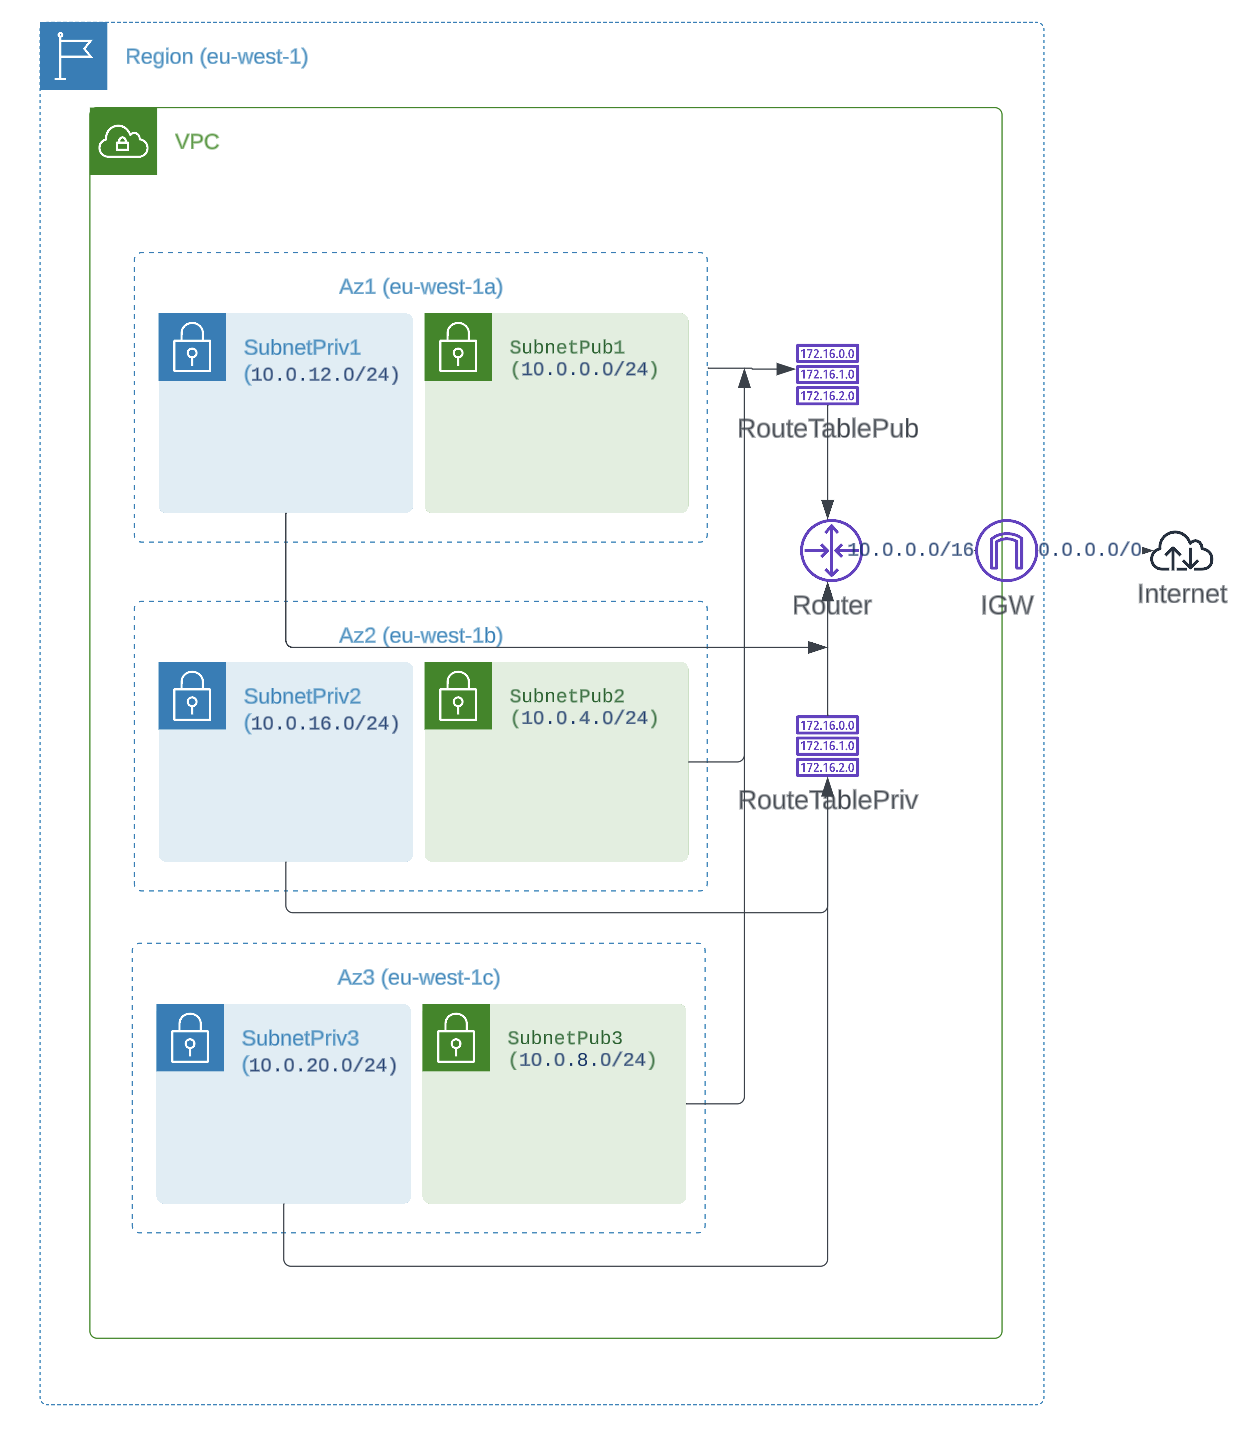 Region (eu-west-1)
VPC
Az1 (eu-west-1a)
SubnetPriv1
(10.0.12.0/24)
SubnetPub1
(10.0.0.0/24)
172.16.0.0
172.16.1.0
172.16.2.0
RouteTablePub
10.0.0.0/16
0.0.0.0/0
Router
IGW
Internet
Az2 (eu-west-1b)
SubnetPriv2
(10.0.16.0/24)
SubnetPub2
(10.0.4.0/24)
172.16.0.0
172.16.1.0
172.16.2.0
RouteTablePriv
Az3 (eu-west-1c)
SubnetPriv3
(10.0.20.0/24)
SubnetPub3
(10.0.8.0/24)